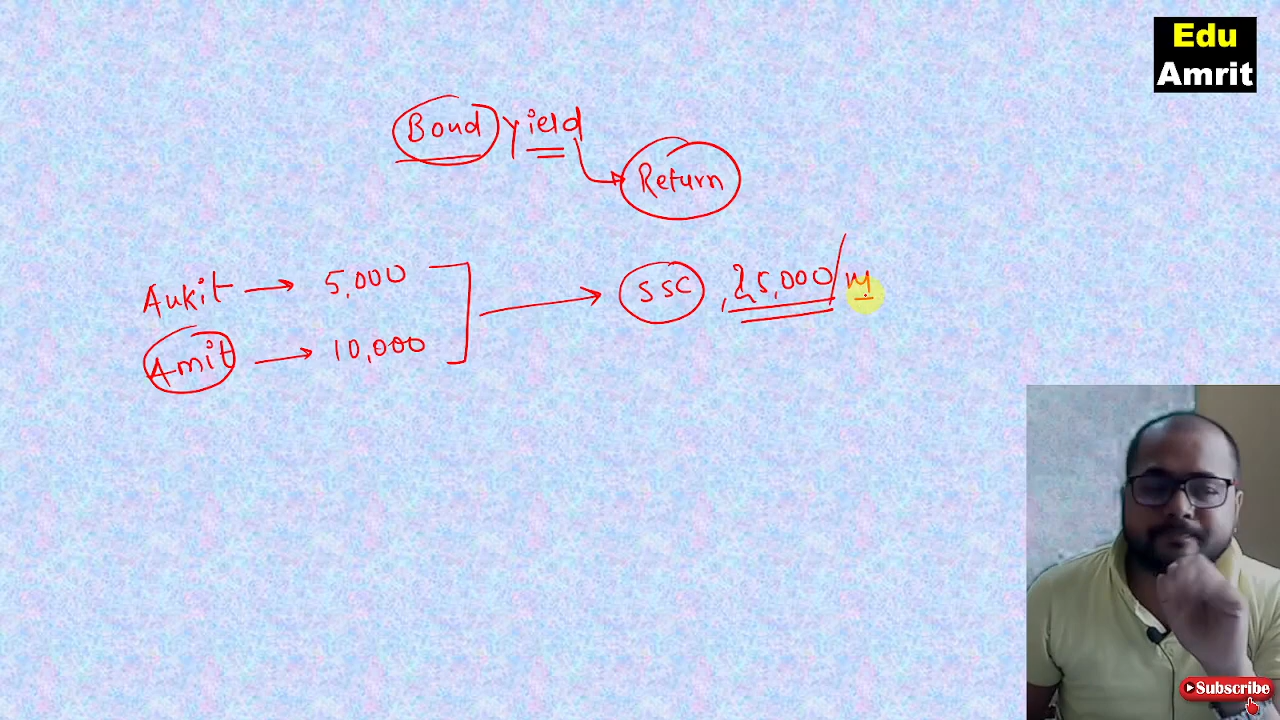 Edu
Amrit
Bond yield
Return
Ankit → 5,000
SSC, 25,000/m
Amit → 10,000
Subscribe